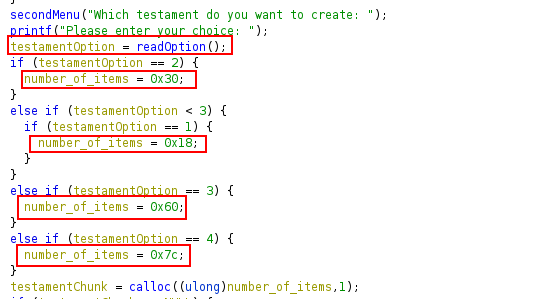 secondMenu("Which testament do you want to create: ");
printf("Please enter your choice: ");
testamentOption = readOption();
if (testamentOption == 2) {
number_of_items = 0x30;
}
else if (testamentOption < 3) {
if (testamentOption == 1) {
number_of_items = 0x18;
}
}
else if (testamentOption == 3) {
number_of_items = 0x60;
}
else if (testamentOption == 4) {
number_of_items = 0x7c;
}
testamentChunk = calloc((ulong)number_of_items,1);